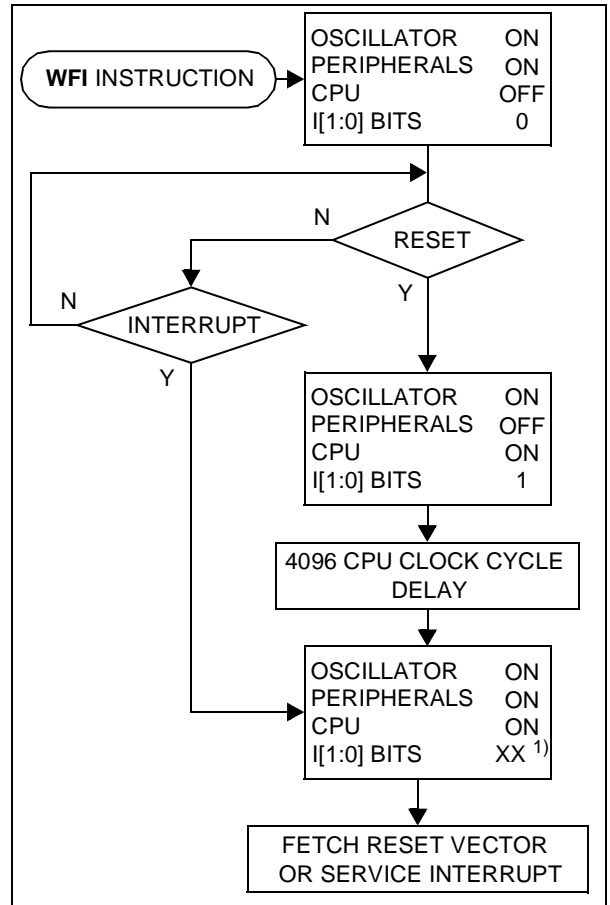 WFI INSTRUCTION
OSCILLATOR ON
PERIPHERALS ON
CPU OFF
I[1:0] BITS 0
N
RESET
Y
N
INTERRUPT
Y
OSCILLATOR ON
PERIPHERALS OFF
CPU ON
I[1:0] BITS 1
4096 CPU CLOCK CYCLE
DELAY
OSCILLATOR ON
PERIPHERALS ON
CPU ON
I[1:0] BITS XX 1)
FETCH RESET VECTOR
OR SERVICE INTERRUPT